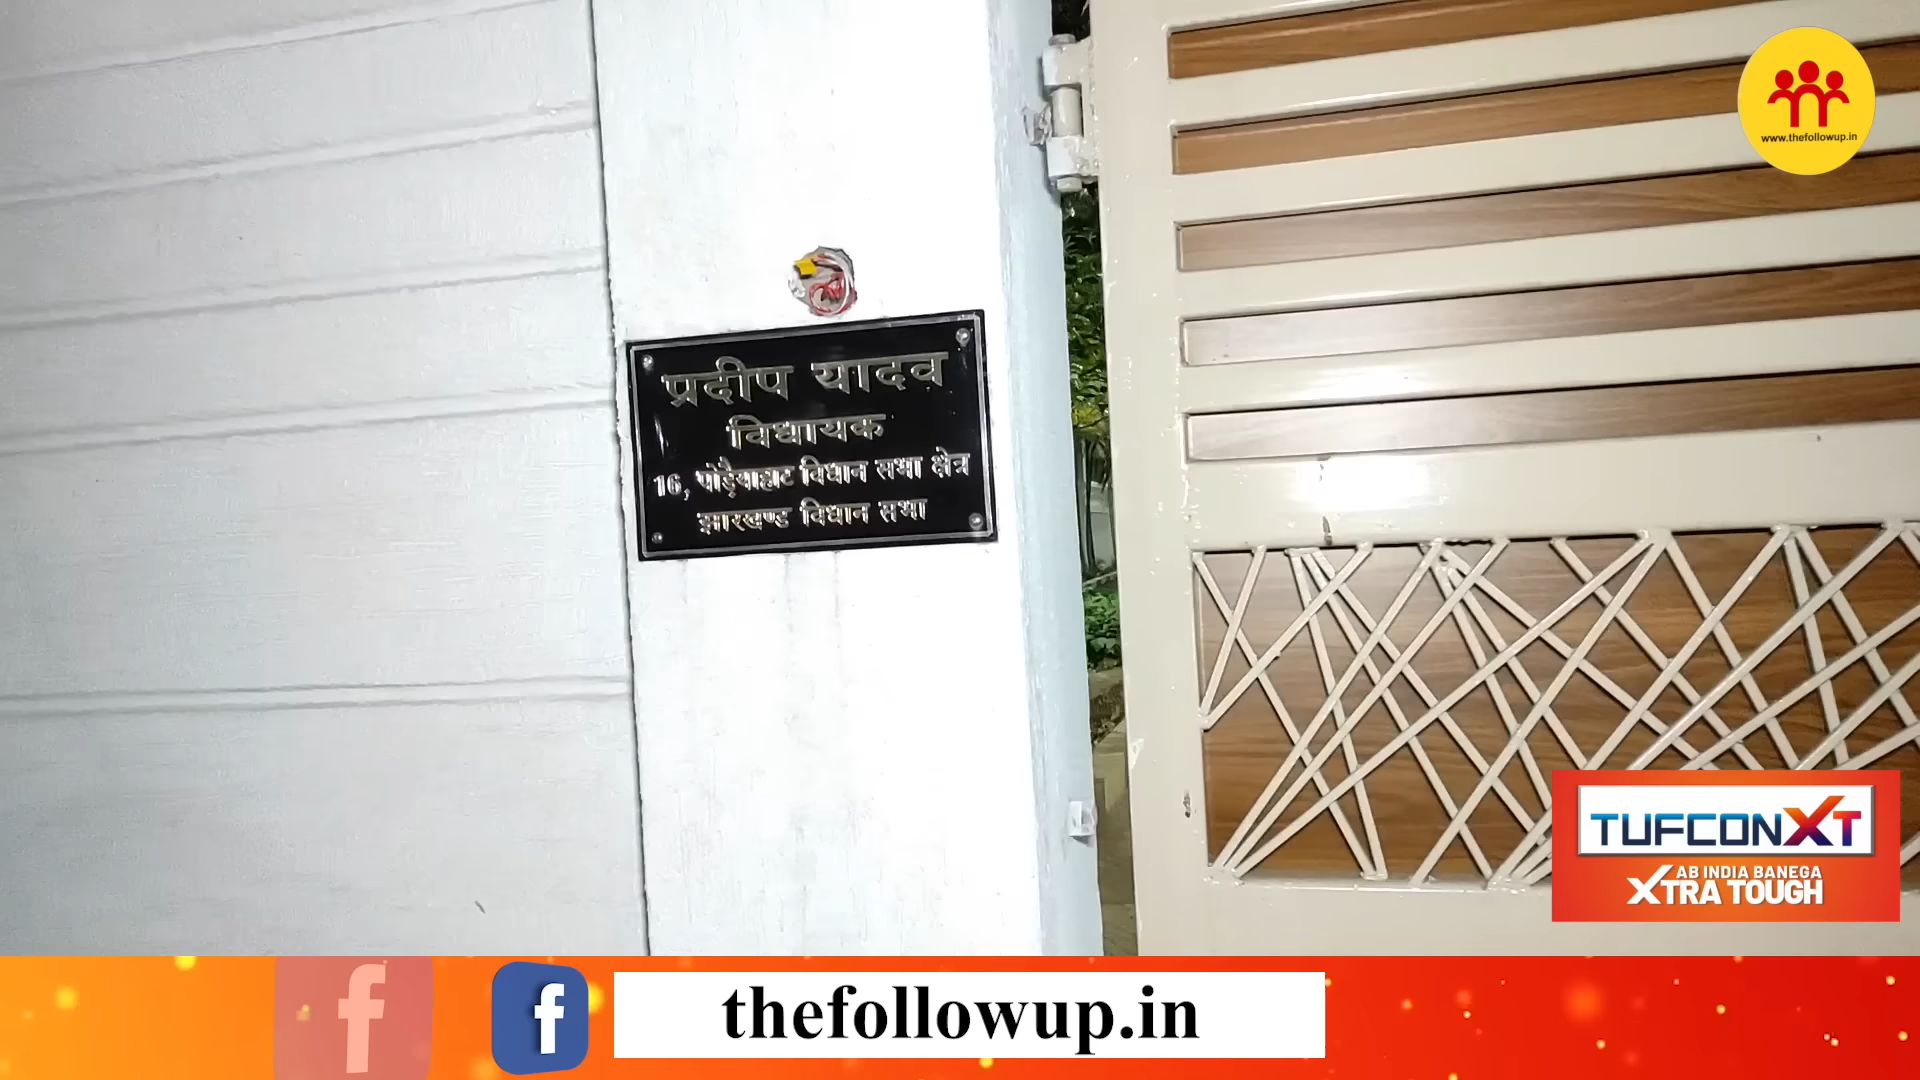 www.thefollowup.in
प्रदीप यादव
विधायक
16, पोड़ैयाहाट विधान सभा क्षेत्र
झारखण्ड विधान सभा
TUFCONXT
AB INDIA BANEGA
XTRA TOUGH
f
f
thefollowup.in